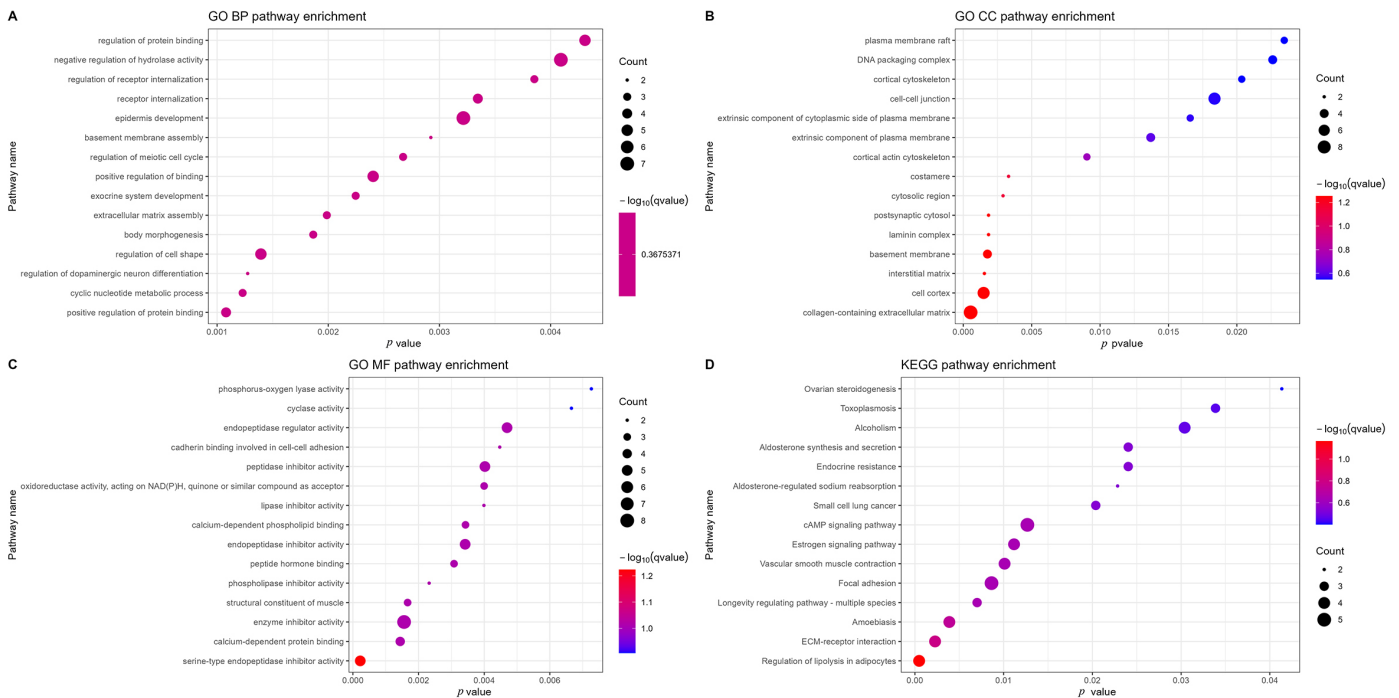 A
GO BP pathway enrichment
Pathway name
regulation of protein binding
negative regulation of hydrolase activity
regulation of receptor internalization
receptor internalization
epidermis development
basement membrane assembly
regulation of meiotic cell cycle
positive regulation of binding
exocrine system development
extracellular matrix assembly
body morphogenesis
regulation of cell shape
regulation of dopaminergic neuron differentiation
cyclic nucleotide metabolic process
positive regulation of protein binding
0.001 0.002 0.003 0.004
p value
Count
2
3
4
5
6
7
−log10(qvalue)
0.3675371
B
GO CC pathway enrichment
Pathway name
plasma membrane raft
DNA packaging complex
cortical cytoskeleton
cell-cell junction
extrinsic component of cytoplasmic side of plasma membrane
extrinsic component of plasma membrane
cortical actin cytoskeleton
costamere
cytosolic region
postsynaptic cytosol
laminin complex
basement membrane
interstitial matrix
cell cortex
collagen-containing extracellular matrix
0.000 0.005 0.010 0.015 0.020
p pvalue
Count
2
4
6
8
−log10(qvalue)
1.2
1.0
0.8
0.6
C
GO MF pathway enrichment
Pathway name
phosphorus-oxygen lyase activity
cyclase activity
endopeptidase regulator activity
cadherin binding involved in cell-cell adhesion
peptidase inhibitor activity
oxidoreductase activity, acting on NAD(P)H, quinone or similar compound as acceptor
lipase inhibitor activity
calcium-dependent phospholipid binding
endopeptidase inhibitor activity
peptide hormone binding
phospholipase inhibitor activity
structural constituent of muscle
enzyme inhibitor activity
calcium-dependent protein binding
serine-type endopeptidase inhibitor activity
0.000 0.002 0.004 0.006
p value
Count
2
3
4
5
6
7
8
−log10(qvalue)
1.2
1.1
1.0
D
KEGG pathway enrichment
Pathway name
Ovarian steroidogenesis
Toxoplasmosis
Alcoholism
Aldosterone synthesis and secretion
Endocrine resistance
Aldosterone-regulated sodium reabsorption
Small cell lung cancer
cAMP signaling pathway
Estrogen signaling pathway
Vascular smooth muscle contraction
Focal adhesion
Longevity regulating pathway - multiple species
Amoebiasis
ECM-receptor interaction
Regulation of lipolysis in adipocytes
0.00 0.01 0.02 0.03 0.04
p value
−log10(qvalue)
1.0
0.8
0.6
Count
2
3
4
5